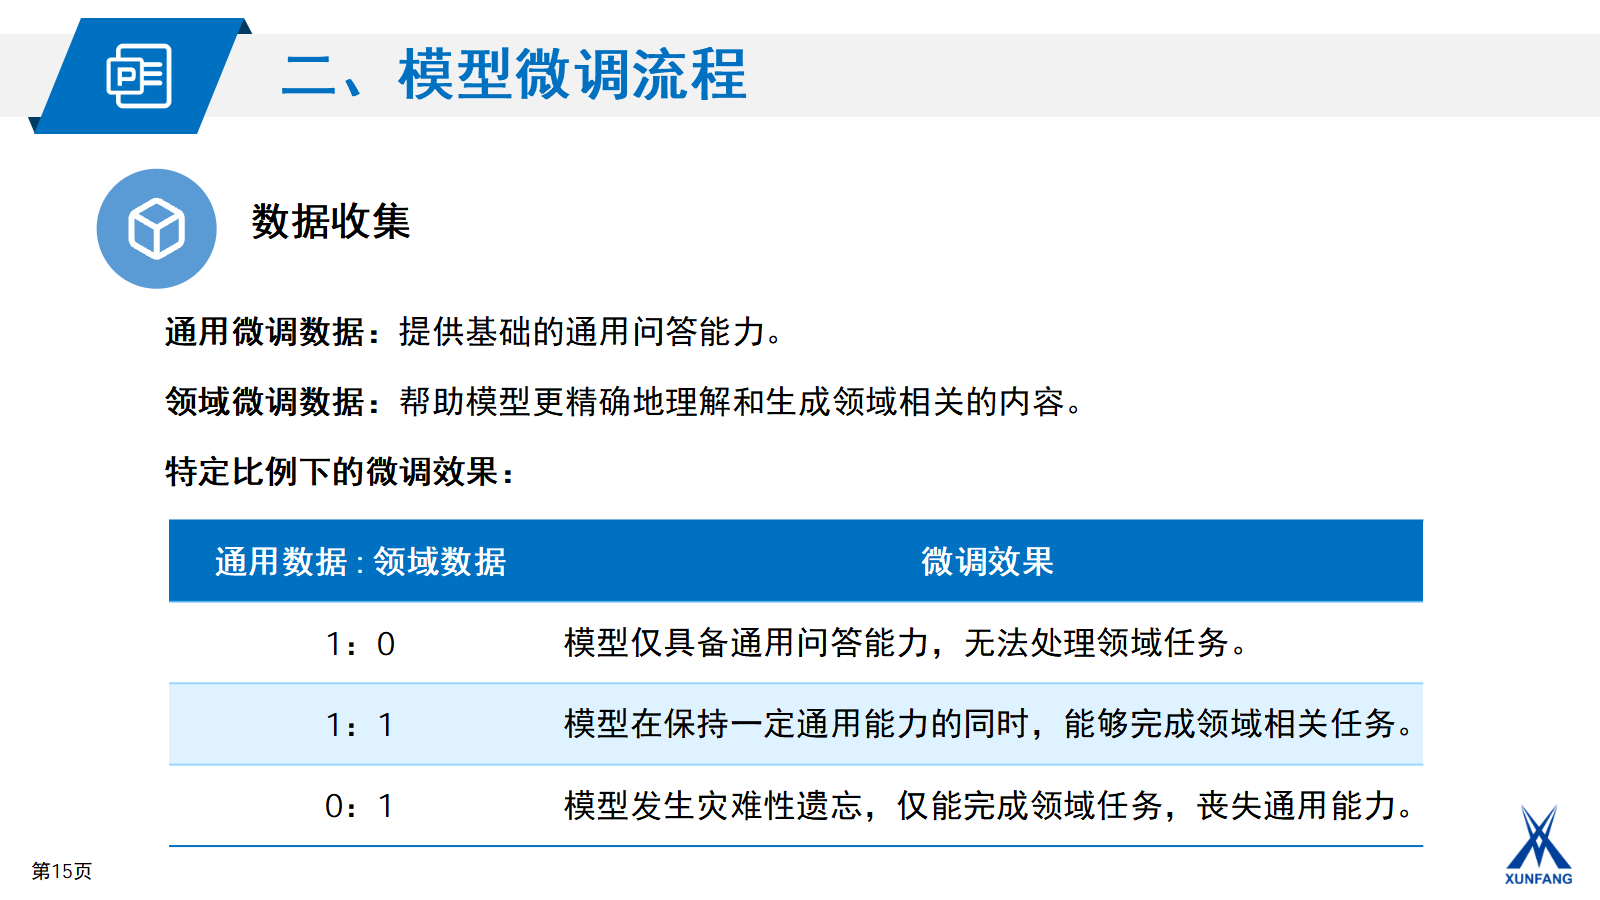 二、模型微调流程
数据收集
通用微调数据：提供基础的通用问答能力。
领域微调数据：帮助模型更精确地理解和生成领域相关的内容。
特定比例下的微调效果：
通用数据 : 领域数据 微调效果
1：0 模型仅具备通用问答能力，无法处理领域任务。
1：1 模型在保持一定通用能力的同时，能够完成领域相关任务。
0：1 模型发生灾难性遗忘，仅能完成领域任务，丧失通用能力。
第15页
XUNFANG